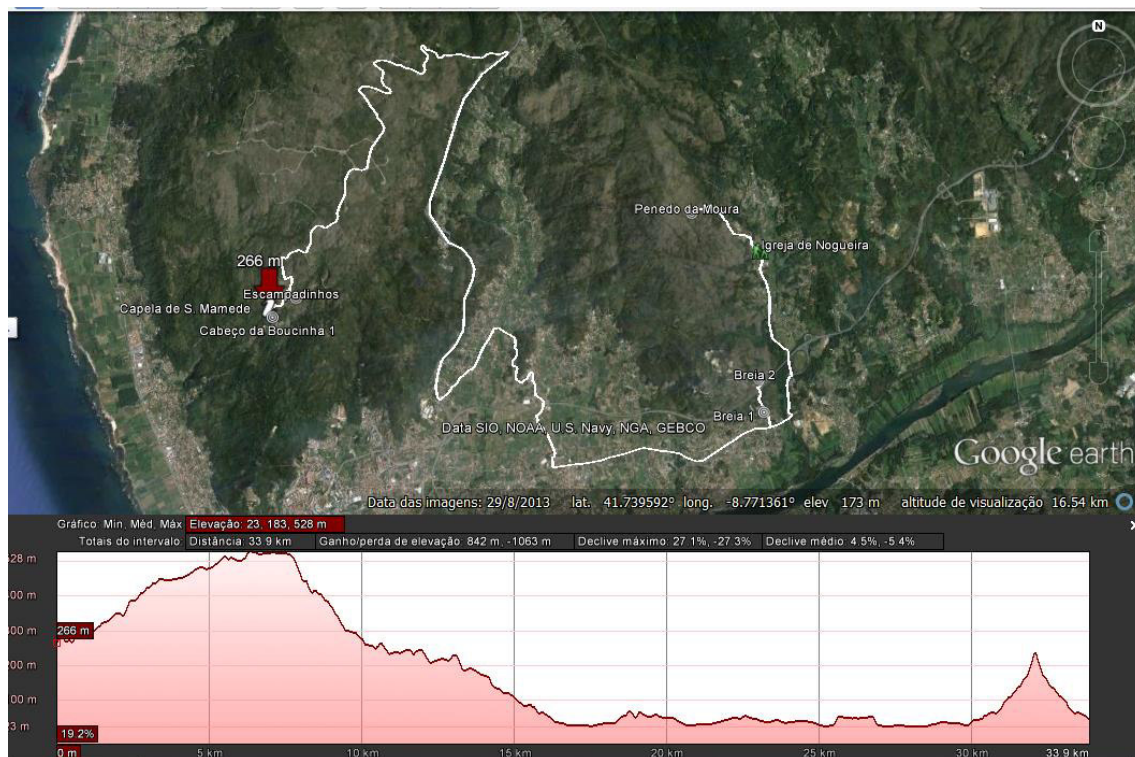 N
Penedo da Moura
Igreja de Nogueira
266 m
Escampadinhos
Capela de S. Mamede
Cabeço da Boucinha 1
Breia 2
Breia 1
Data SIO, NOAA, U.S. Navy, NGA, GEBCO
Google earth
Data das imagens: 29/8/2013 lat. 41.739592° long. -8.771361° elev 173 m altitude de visualização 16.54 km
Gráfico: Mín, Méd, Máx Elevação: 23, 183, 528 m
Totais do intervalo: Distância: 33.9 km Ganho/perda de elevação: 842 m, -1063 m Declive máximo: 27.1%, -27.3% Declive médio: 4.5%, -5.4%
528 m
400 m
300 m
266 m
200 m
100 m
23 m
19.2%
0 m 5 km 10 km 15 km 20 km 25 km 30 km 33.9 km